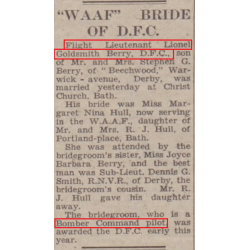 "WAAF" BRIDE
OF D.F.C.
Flight Lieutenant Lionel
Goldsmith Berry, D.F.C., son
of Mr. and Mrs. Stephen G.
Berry, of "Beechwood," War-
wick-avenue, Derby, was
married yesterday at Christ
Church, Bath.
His bride was Miss Mar-
garet Nina Hull, now serving
in the W.A.A.F., daughter of
Mr. and Mrs. R. J. Hull, of
Portland-place, Bath.
She was attended by the
bridegroom's sister, Miss Joyce
Barbara Berry, and the best
man was Sub-Lieut. Dennis G.
Smith, R.N.V.R., of Derby, the
bridegroom's cousin. Mr. R.
J. Hull gave his daughter
away.
The bridegroom, who is a
Bomber Command pilot, was
awarded the D.F.C. early this
year.